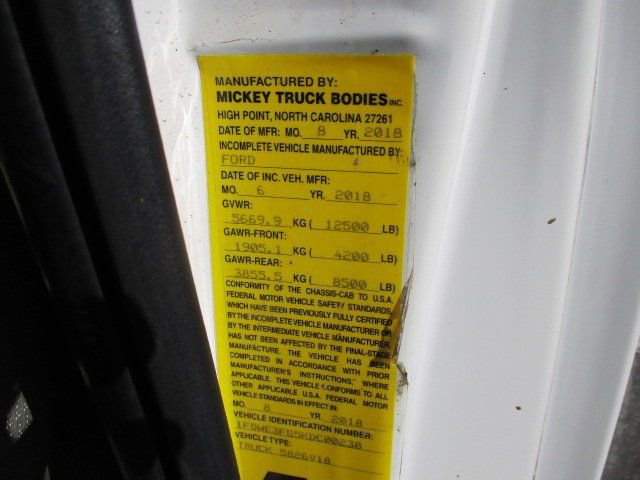 MANUFACTURED BY:
MICKEY TRUCK BODIES INC.
HIGH POINT, NORTH CAROLINA 27261
DATE OF MFR: MO. 8 YR. 2018
INCOMPLETE VEHICLE MANUFACTURED BY:
FORD
DATE OF INC. VEH. MFR:
MO. 6 YR. 2018
GVWR:
5669.9 KG ( 12500 LB)
GAWR-FRONT:
1905.1 KG ( 4200 LB)
GAWR-REAR:
3855.5 KG ( 8500 LB)
CONFORMITY OF THE CHASSIS-CAB TO U.S.A.
FEDERAL MOTOR VEHICLE SAFETY STANDARDS,
WHICH HAVE BEEN PREVIOUSLY FULLY CERTIFIED
BY THE INCOMPLETE VEHICLE MANUFACTURER OR
BY THE INTERMEDIATE VEHICLE MANUFACTURER,
HAS NOT BEEN AFFECTED BY THE FINAL-STAGE
MANUFACTURE. THE VEHICLE HAS BEEN
COMPLETED IN ACCORDANCE WITH PRIOR
MANUFACTURER'S INSTRUCTIONS," WHERE
APPLICABLE. THIS VEHICLE CONFORMS TO ALL
OTHER APPLICABLE U.S.A. FEDERAL MOTOR
VEHICLE STANDARDS IN EFFECT IN:
MO. 8 YR. 2018
VEHICLE IDENTIFICATION NUMBER:
1FDWE3FS5KDC00238
VEHICLE TYPE:
TRUCK 5826V18